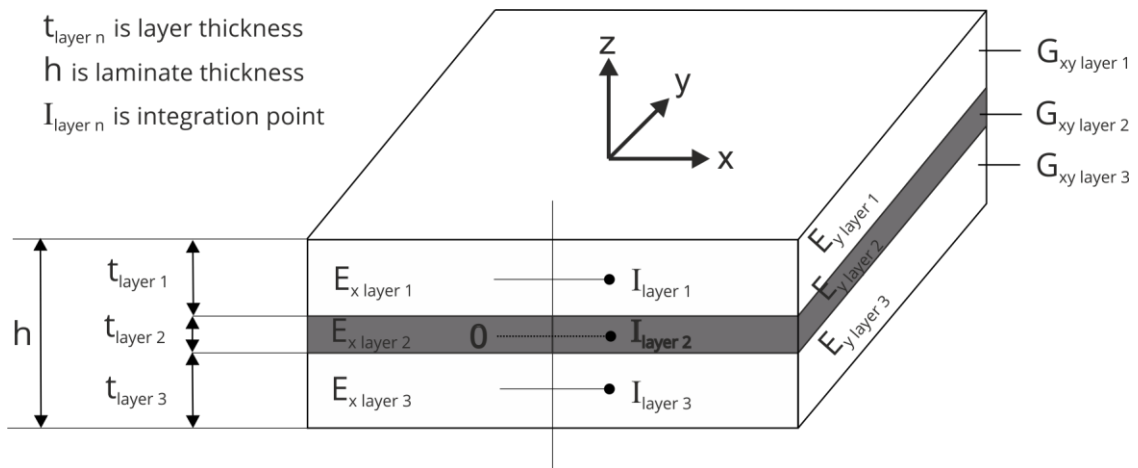 t layer n is layer thickness
h is laminate thickness
I layer n is integration point
z
y
x
G xy layer 1
G xy layer 2
G xy layer 3
E y layer 1
E y layer 2
E y layer 3
h
t layer 1
t layer 2
t layer 3
E x layer 1
I layer 1
E x layer 2
0
I layer 2
E x layer 3
I layer 3